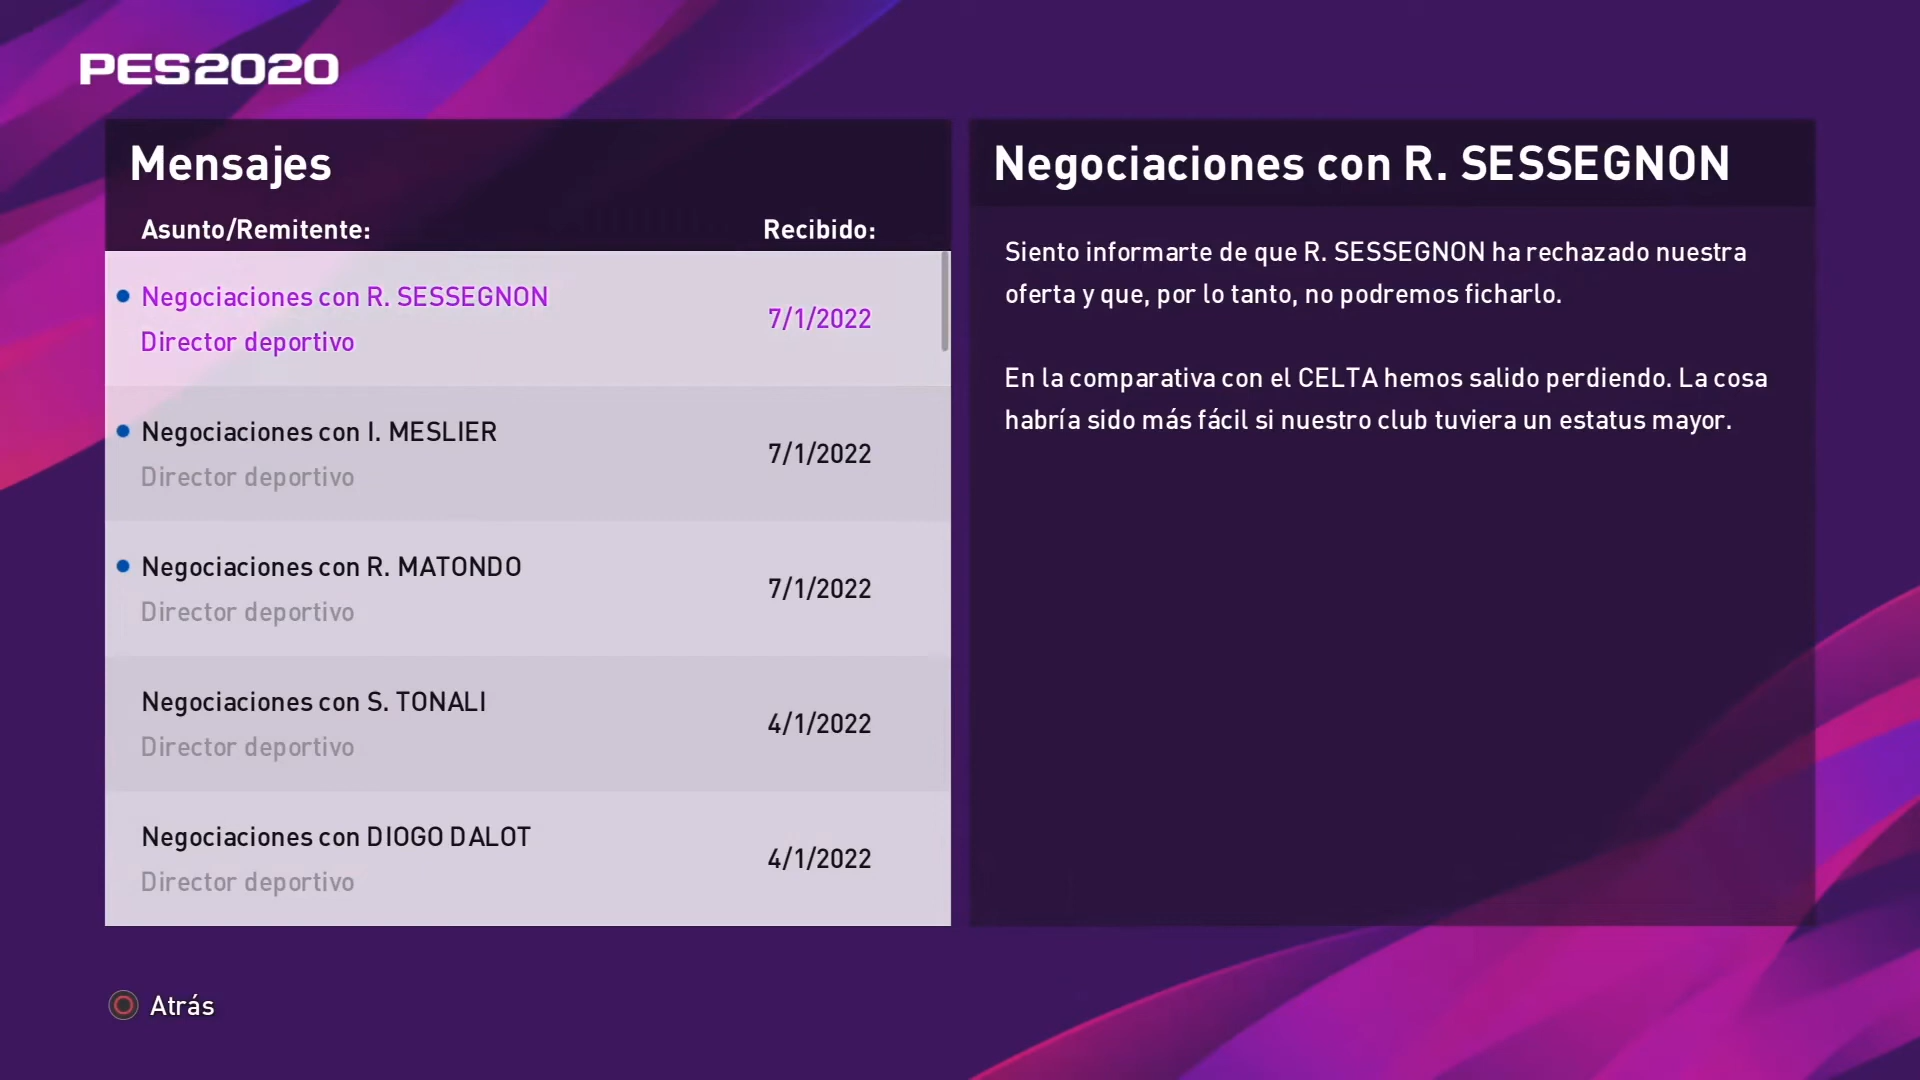 PES2020
Mensajes
Asunto/Remitente: Recibido:
Negociaciones con R. SESSEGNON
Director deportivo
7/1/2022
Negociaciones con I. MESLIER
Director deportivo
7/1/2022
Negociaciones con R. MATONDO
Director deportivo
7/1/2022
Negociaciones con S. TONALI
Director deportivo
4/1/2022
Negociaciones con DIOGO DALOT
Director deportivo
4/1/2022
Negociaciones con R. SESSEGNON
Siento informarte de que R. SESSEGNON ha rechazado nuestra
oferta y que, por lo tanto, no podremos ficharlo.
En la comparativa con el CELTA hemos salido perdiendo. La cosa
habría sido más fácil si nuestro club tuviera un estatus mayor.
Atrás